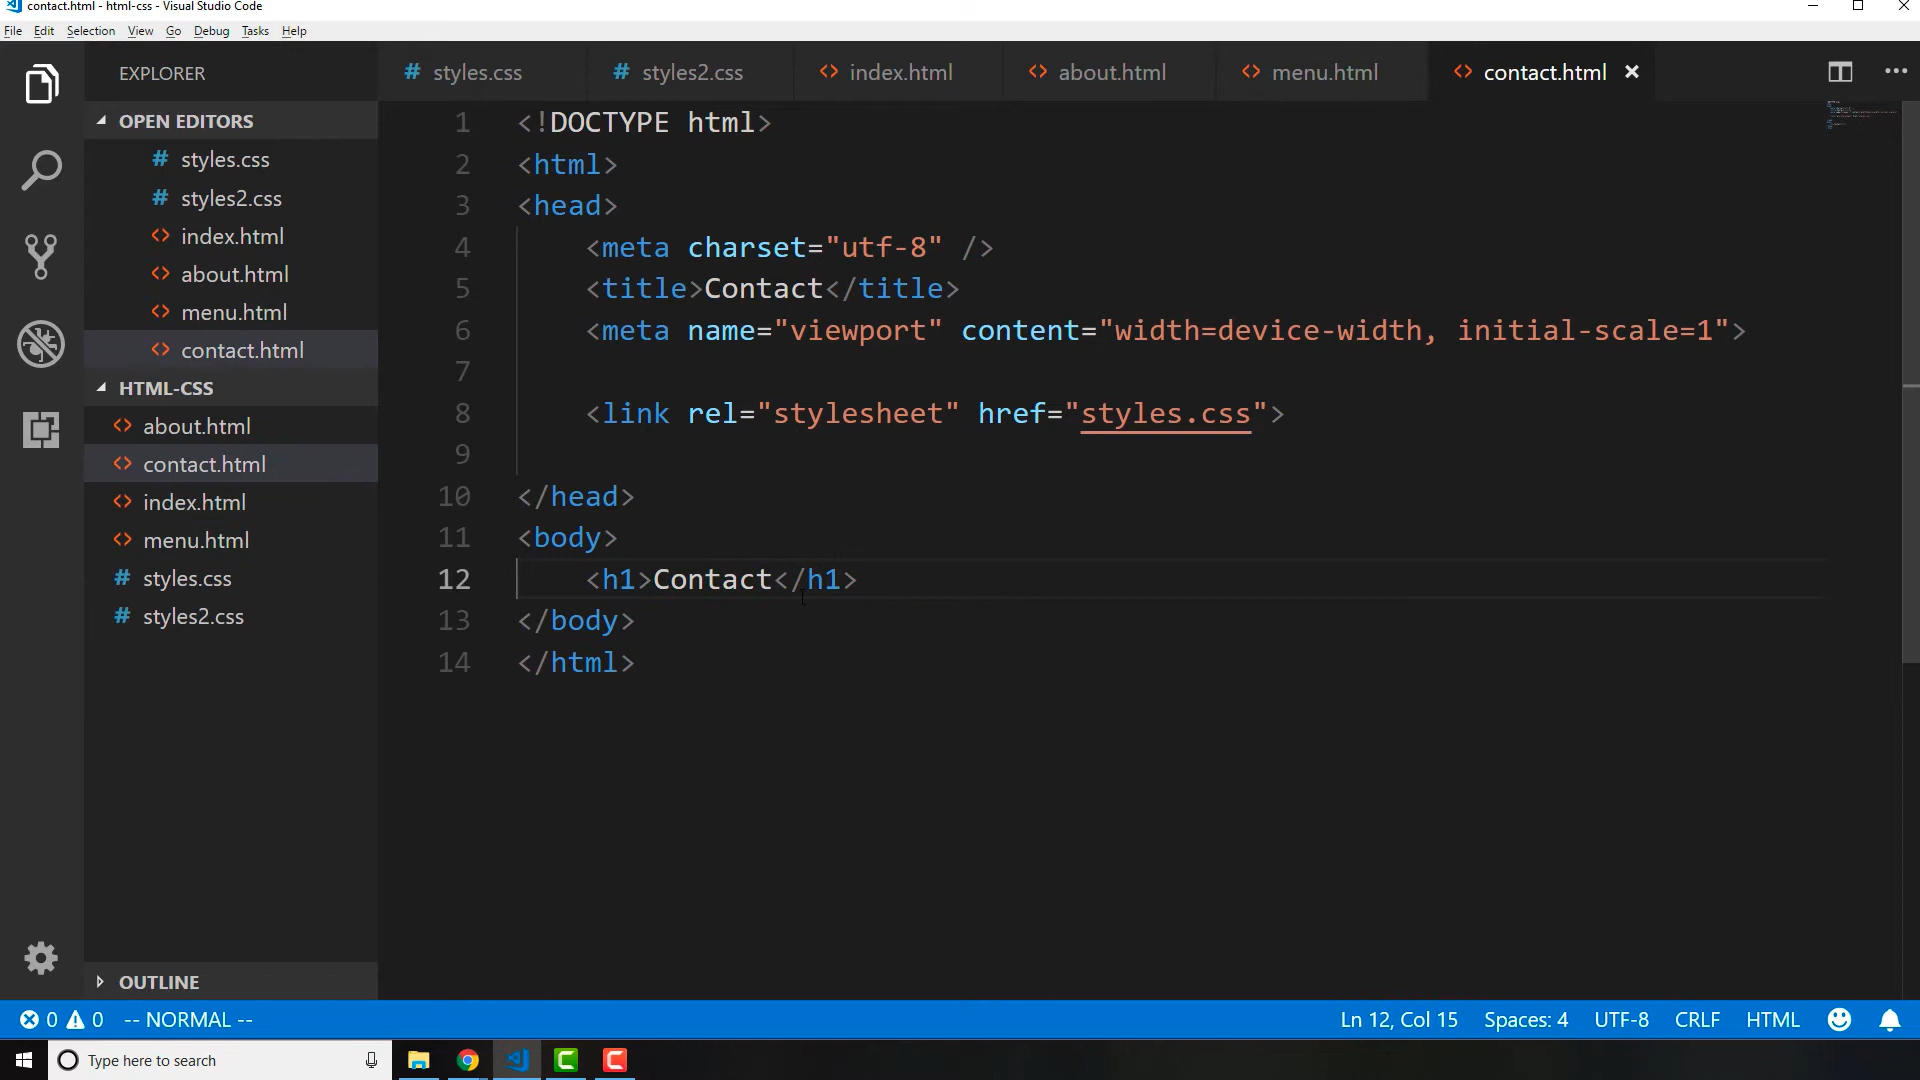 contact.html - html-css - Visual Studio Code
File Edit Selection View Go Debug Tasks Help
EXPLORER
OPEN EDITORS
# styles.css
# styles2.css
<> index.html
<> about.html
<> menu.html
<> contact.html
HTML-CSS
<> about.html
<> contact.html
<> index.html
<> menu.html
# styles.css
# styles2.css
OUTLINE
# styles.css # styles2.css <> index.html <> about.html <> menu.html <> contact.html ×
1 <!DOCTYPE html>
2 <html>
3 <head>
4 <meta charset="utf-8" />
5 <title>Contact</title>
6 <meta name="viewport" content="width=device-width, initial-scale=1">
7
8 <link rel="stylesheet" href="styles.css">
9
10 </head>
11 <body>
12 <h1>Contact</h1>
13 </body>
14 </html>
0 0 -- NORMAL -- Ln 12, Col 15 Spaces: 4 UTF-8 CRLF HTML
Type here to search